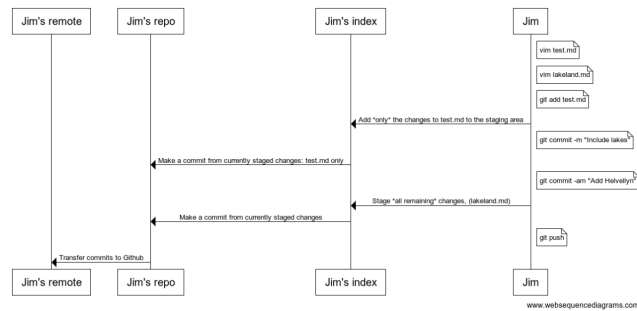 Jim's remote
Jim's repo
Jim's index
Jim
vim test.md
vim lakeland.md
git add test.md
Add *only* the changes to test.md to the staging area
git commit -m "Include lakes"
Make a commit from currently staged changes: test.md only
git commit -am "Add Helvellyn"
Stage *all remaining* changes, (lakeland.md)
Make a commit from currently staged changes
git push
Transfer commits to Github
Jim's remote
Jim's repo
Jim's index
Jim
www.websequencediagrams.com